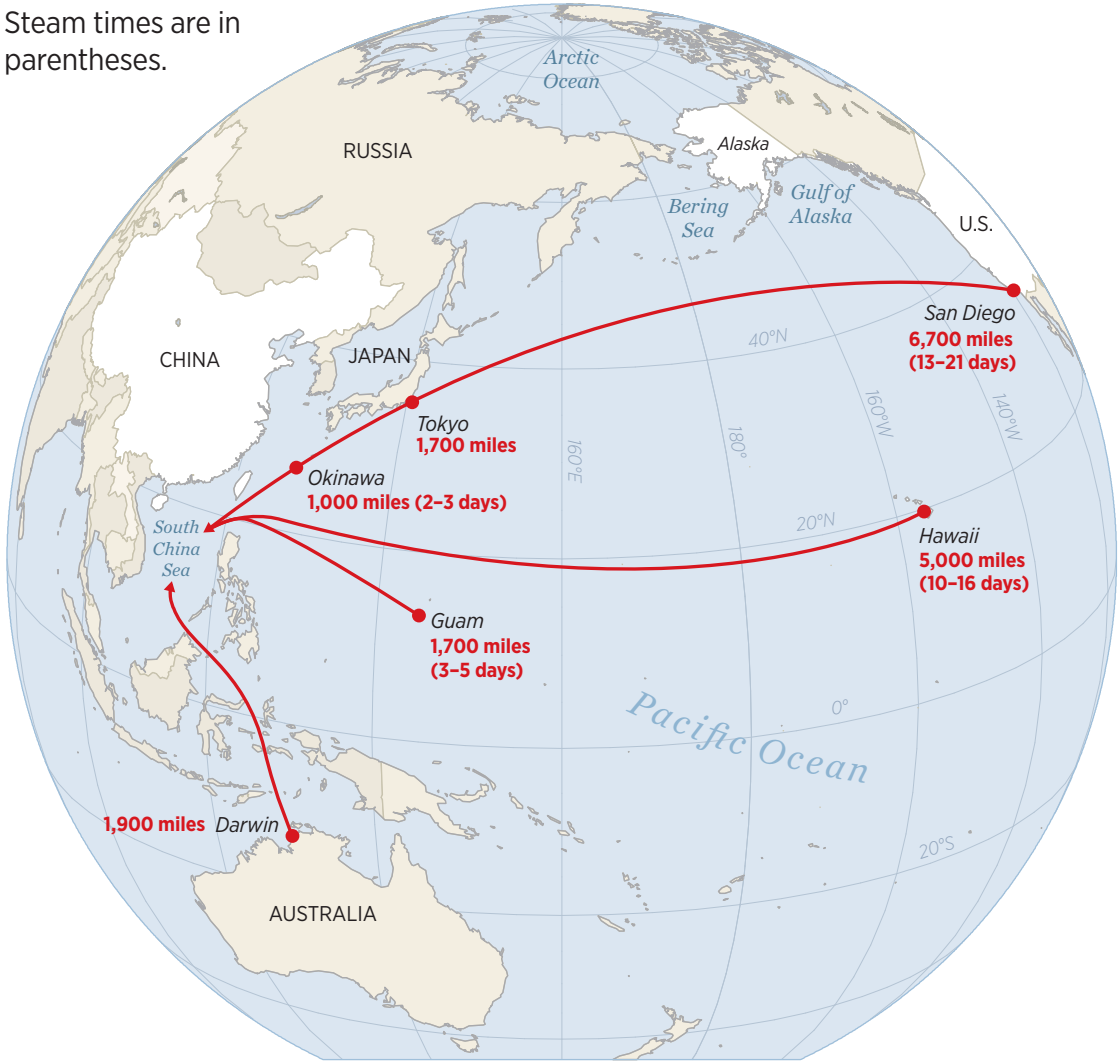 Steam times are in
parentheses.
Arctic
Ocean
RUSSIA
Alaska
Bering
Sea
Gulf of
Alaska
U.S.
San Diego
6,700 miles
(13–21 days)
40°N
CHINA
JAPAN
Tokyo
1,700 miles
160°E
180°
160°W
140°W
Okinawa
1,000 miles (2–3 days)
South
China
Sea
20°N
Hawaii
5,000 miles
(10–16 days)
Guam
1,700 miles
(3–5 days)
Pacific Ocean
0°
1,900 miles Darwin
20°S
AUSTRALIA